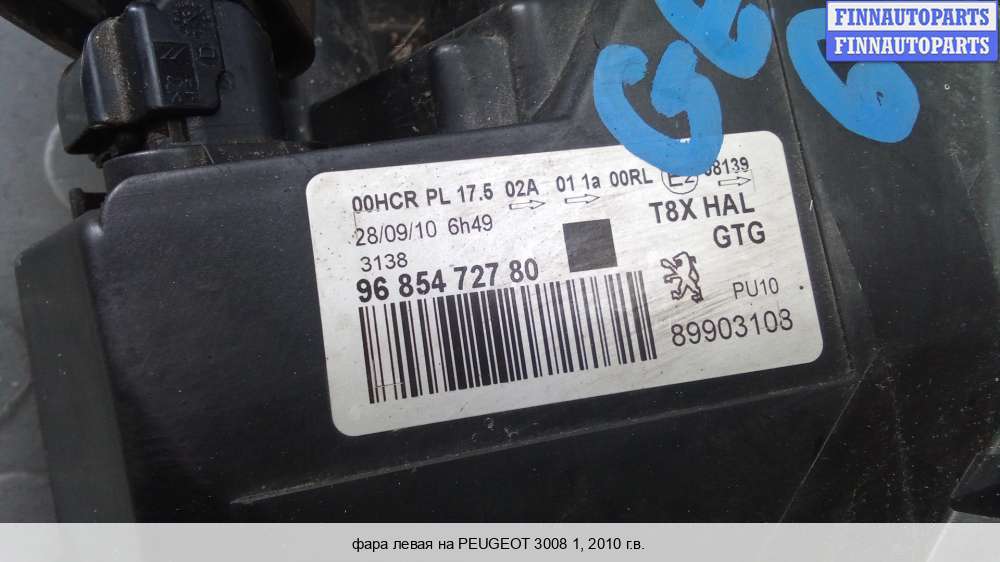 FINNAUTOPARTS
FINNAUTOPARTS
00HCR PL 17.5 02A 01 1a 00RL E2
28/09/10 6h49
3138
96 854 727 80
T8X HAL
GTG
PU10
89903103
фара левая на PEUGEOT 3008 1, 2010 г.в.